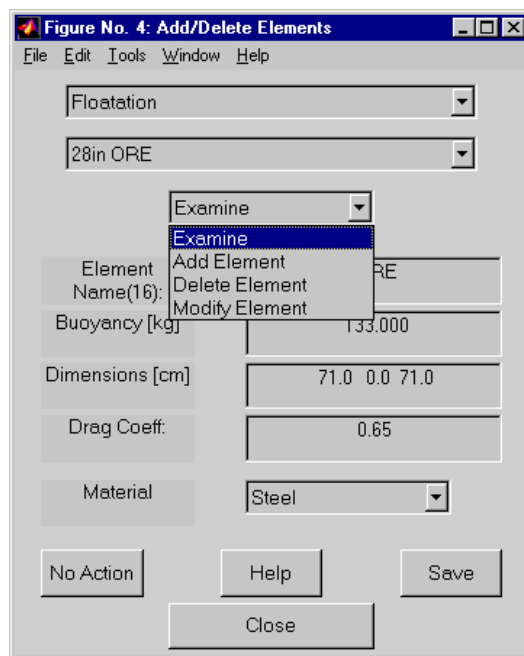 Figure No. 4: Add/Delete Elements
File Edit Tools Window Help
Floatation
28in ORE
Examine
Examine
Add Element
Delete Element
Modify Element
Element
Name(16):
RE
Buoyancy [kg]
133.000
Dimensions [cm]
71.0 0.0 71.0
Drag Coeff:
0.65
Material
Steel
No Action
Help
Save
Close